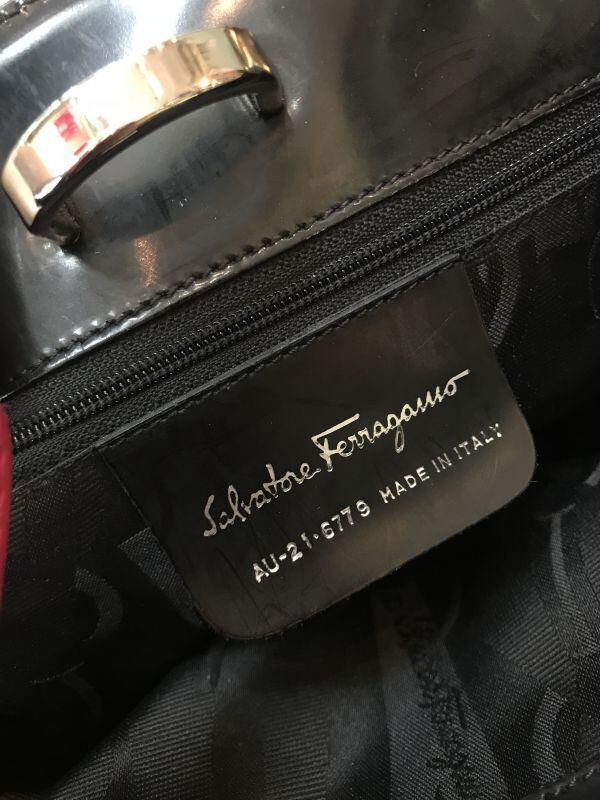 Salvatore Ferragamo
AU-21·6779 MADE IN ITALY